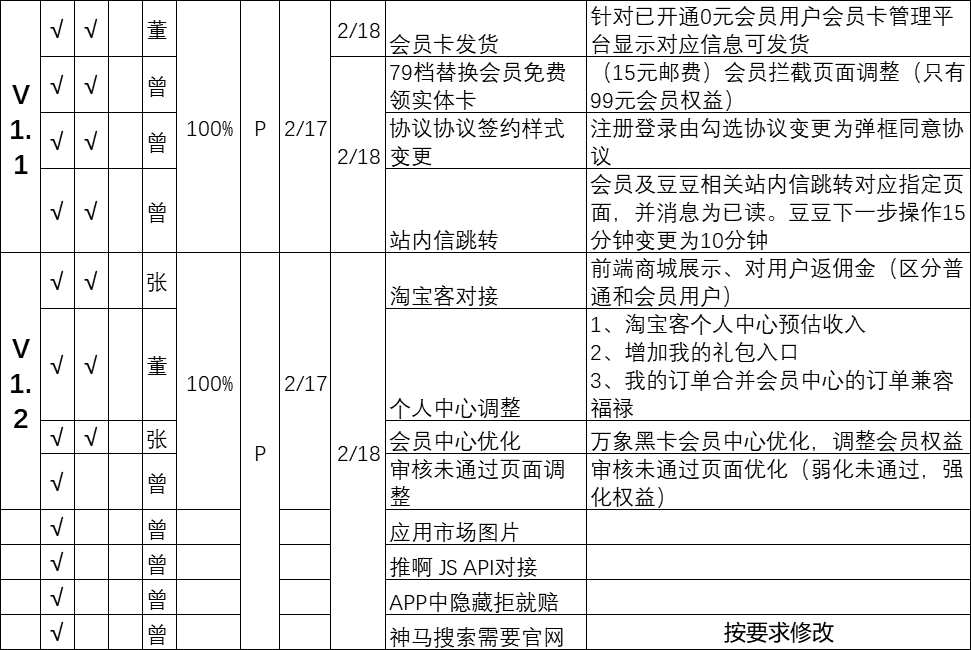 V1.1
√ √ 董 100% P 2/17 2/18 会员卡发货
针对已开通0元会员用户会员卡管理平
台显示对应信息可发货
√ √ 曾 2/18
79档替换会员免费
领实体卡
（15元邮费）会员拦截页面调整（只有
99元会员权益）
√ √ 曾
协议协议签约样式
变更
注册登录由勾选协议变更为弹框同意协
议
√ √ 曾 站内信跳转
会员及豆豆相关站内信跳转对应指定页
面，并消息为已读。豆豆下一步操作15
分钟变更为10分钟
V1.2
√ √ 张 100% P 2/17 2/18 淘宝客对接
前端商城展示、对用户返佣金（区分普
通和会员用户）
√ √ 董 个人中心调整
1、淘宝客个人中心预估收入
2、增加我的礼包入口
3、我的订单合并会员中心的订单兼容
福禄
√ √ 张 会员中心优化 万象黑卡会员中心优化，调整会员权益
√ 曾
审核未通过页面调
整
审核未通过页面优化（弱化未通过，强
化权益）
√ 曾 应用市场图片
√ 曾 推啊 JS API对接
√ 曾 APP中隐藏拒就赔
√ 曾 神马搜索需要官网 按要求修改